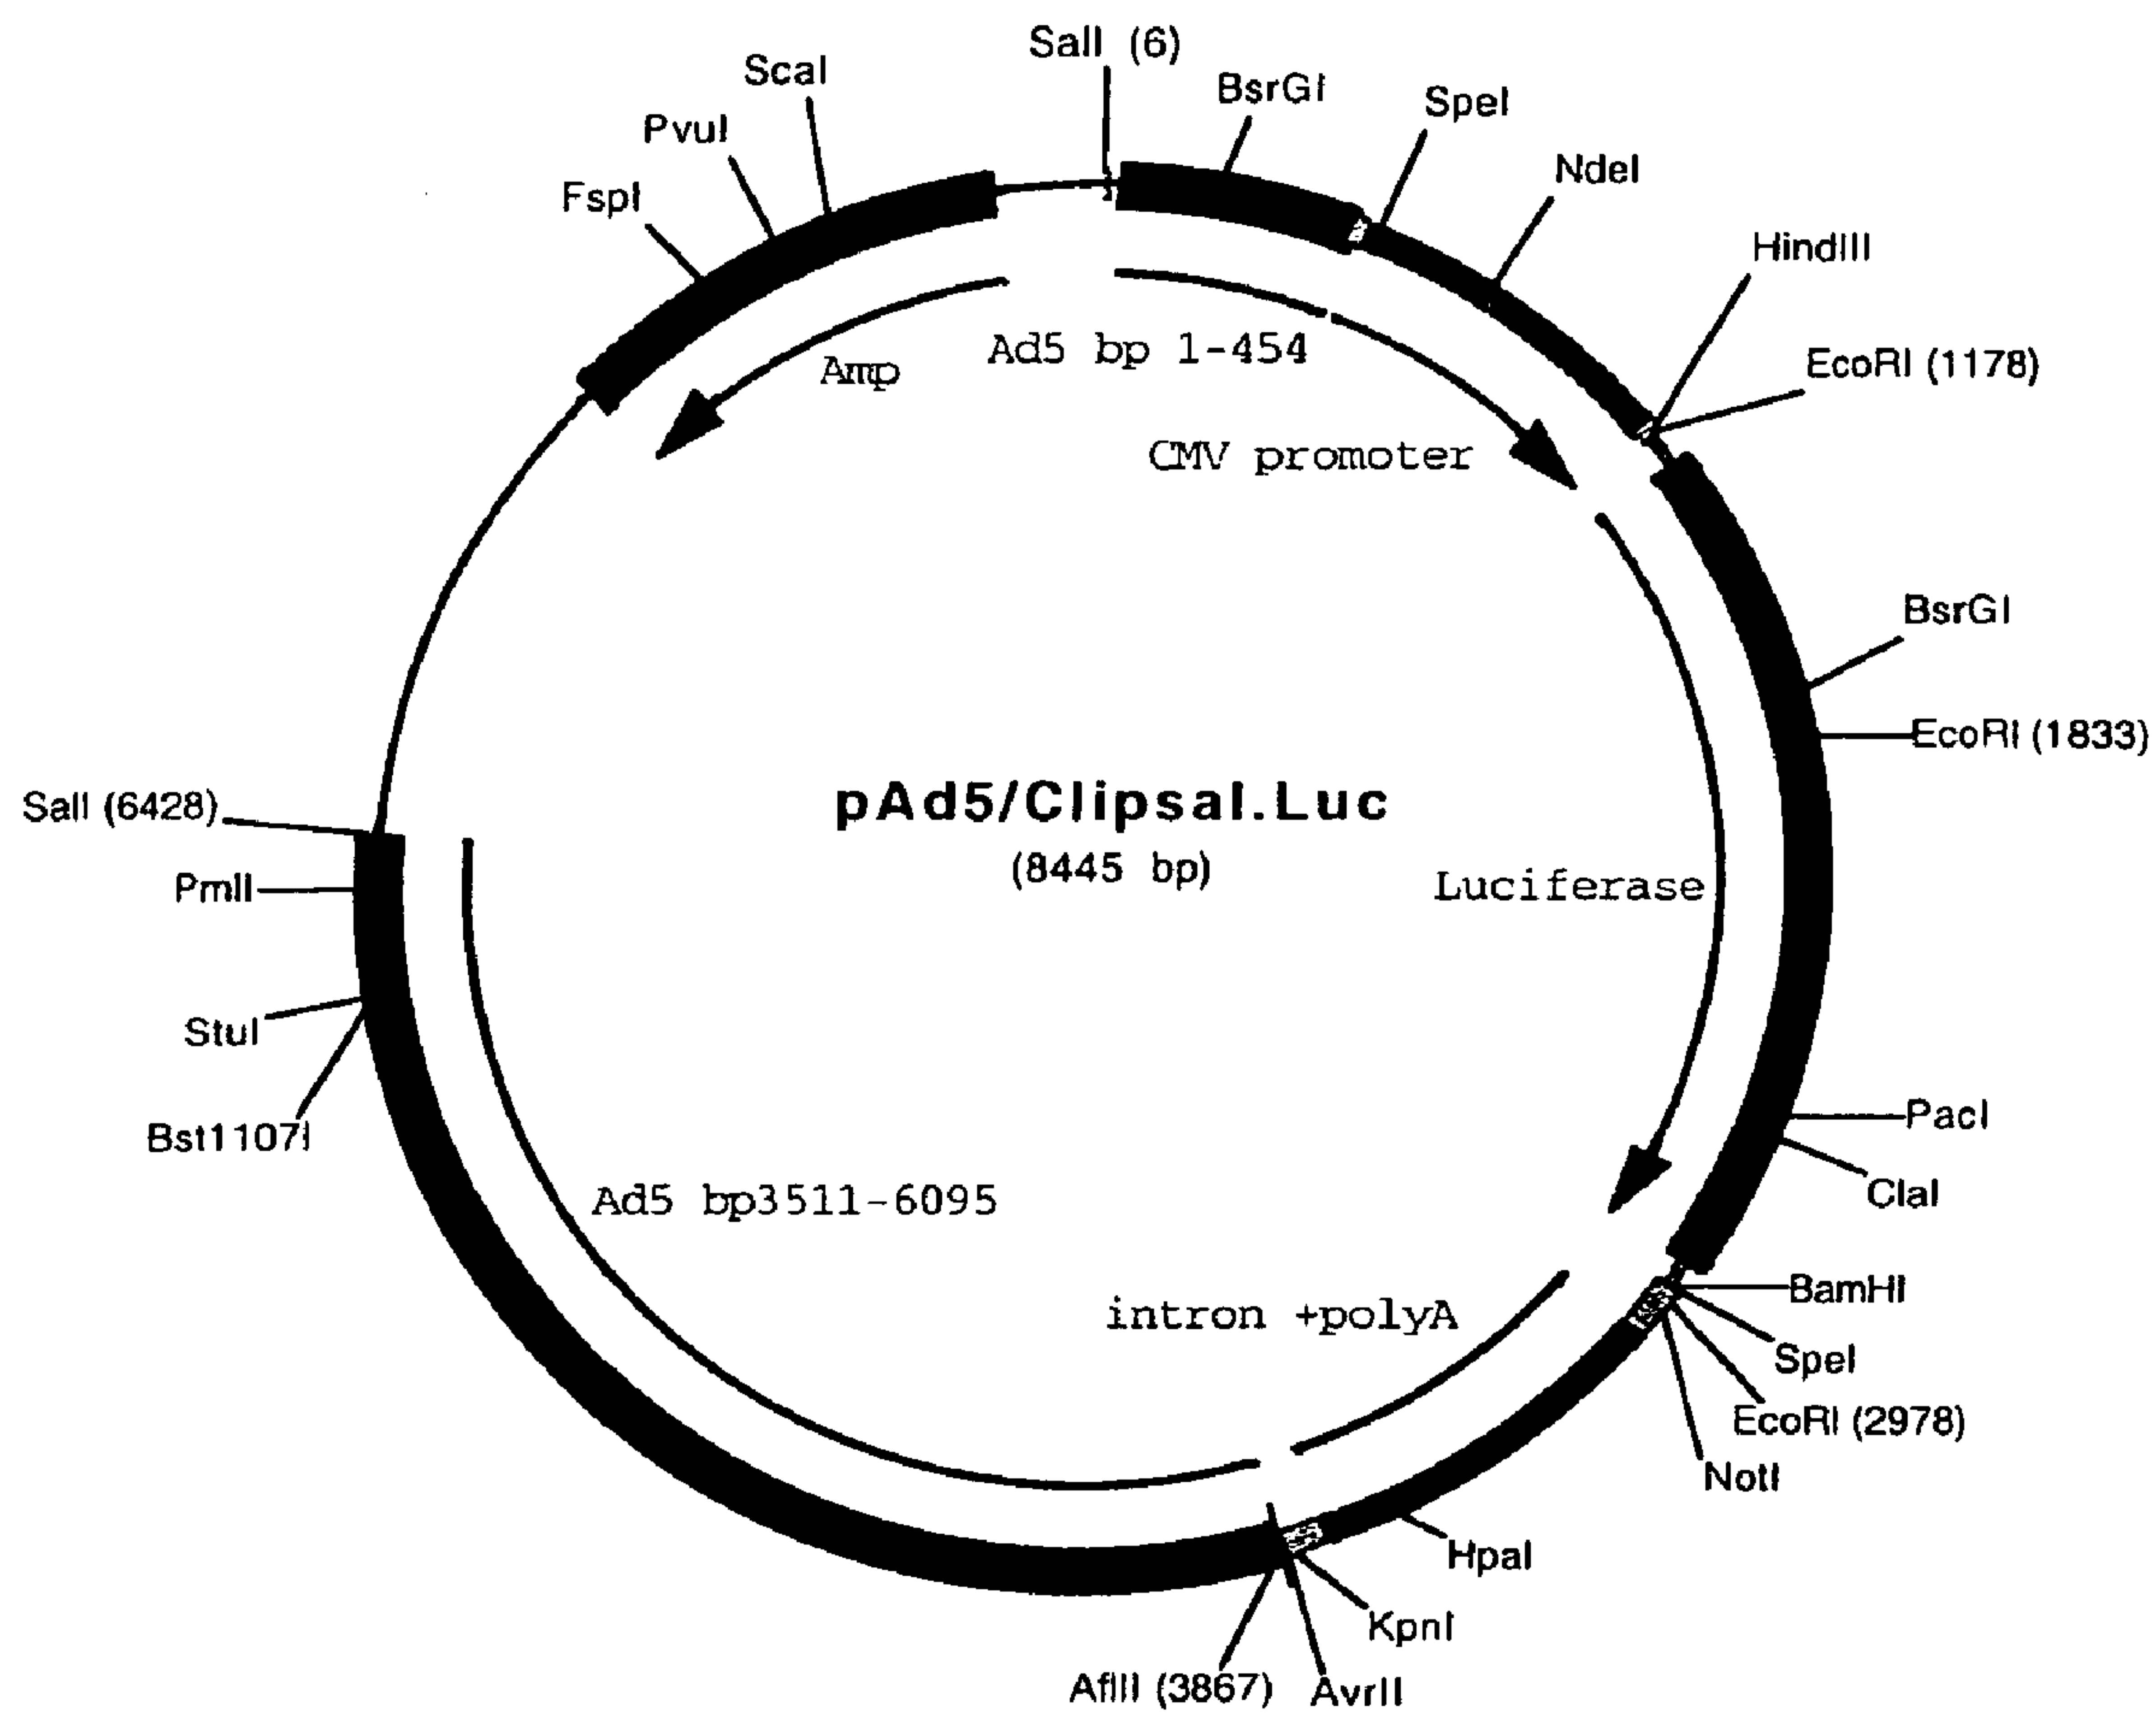 SalI (6)
ScaI
BsrGI
SpeI
PvuI
NdeI
FspI
HindIII
EcoRI (1178)
Amp
Ad5 bp 1-454
CMV promoter
BsrGI
EcoRI (1833)
pAd5/Clipsal.Luc
(8445 bp)
SalI (6428)
PmlI
Luciferase
StuI
Bst1107I
PacI
ClaI
Ad5 bp3511-6095
intron +polyA
BamHI
SpeI
EcoRI (2978)
NotI
HpaI
KpnI
AflII (3867)
AvrII